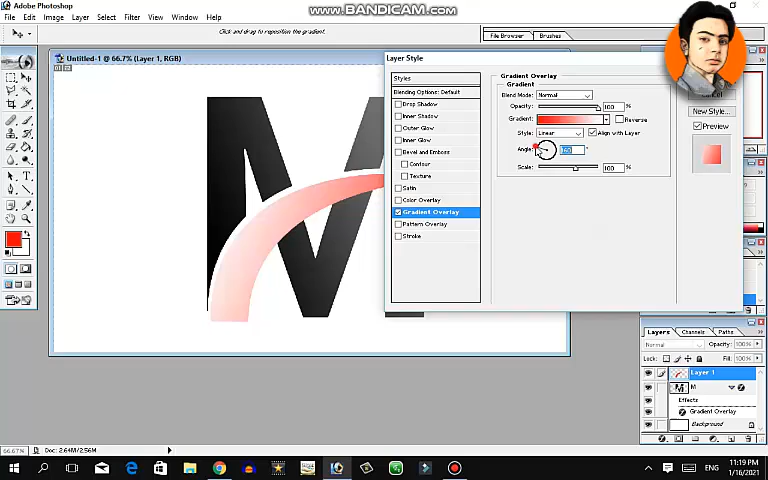 Adobe Photoshop
www.BANDICAM.com
File Edit Image Layer Select Filter View Window Help
Click and drag to reposition the gradient.
File Browser Brushes
Untitled-1 @ 66.7% (Layer 1, RGB)
M
Layer Style
Styles
Blending Options: Default
Drop Shadow
Inner Shadow
Outer Glow
Inner Glow
Bevel and Emboss
Contour
Texture
Satin
Color Overlay
Gradient Overlay
Pattern Overlay
Stroke
Gradient Overlay
Gradient
Blend Mode: Normal
Opacity: 100 %
Gradient: Reverse
Style: Linear Align with Layer
Angle: °
Scale: 100 %
New Style...
Preview
Layers Channels Paths
Normal Opacity: 100%
Lock: Fill: 100%
Layer 1
M
Effects
Gradient Overlay
Background
66.67% Doc: 2.64M/2.56M
ENG
11:19 PM
1/16/2021